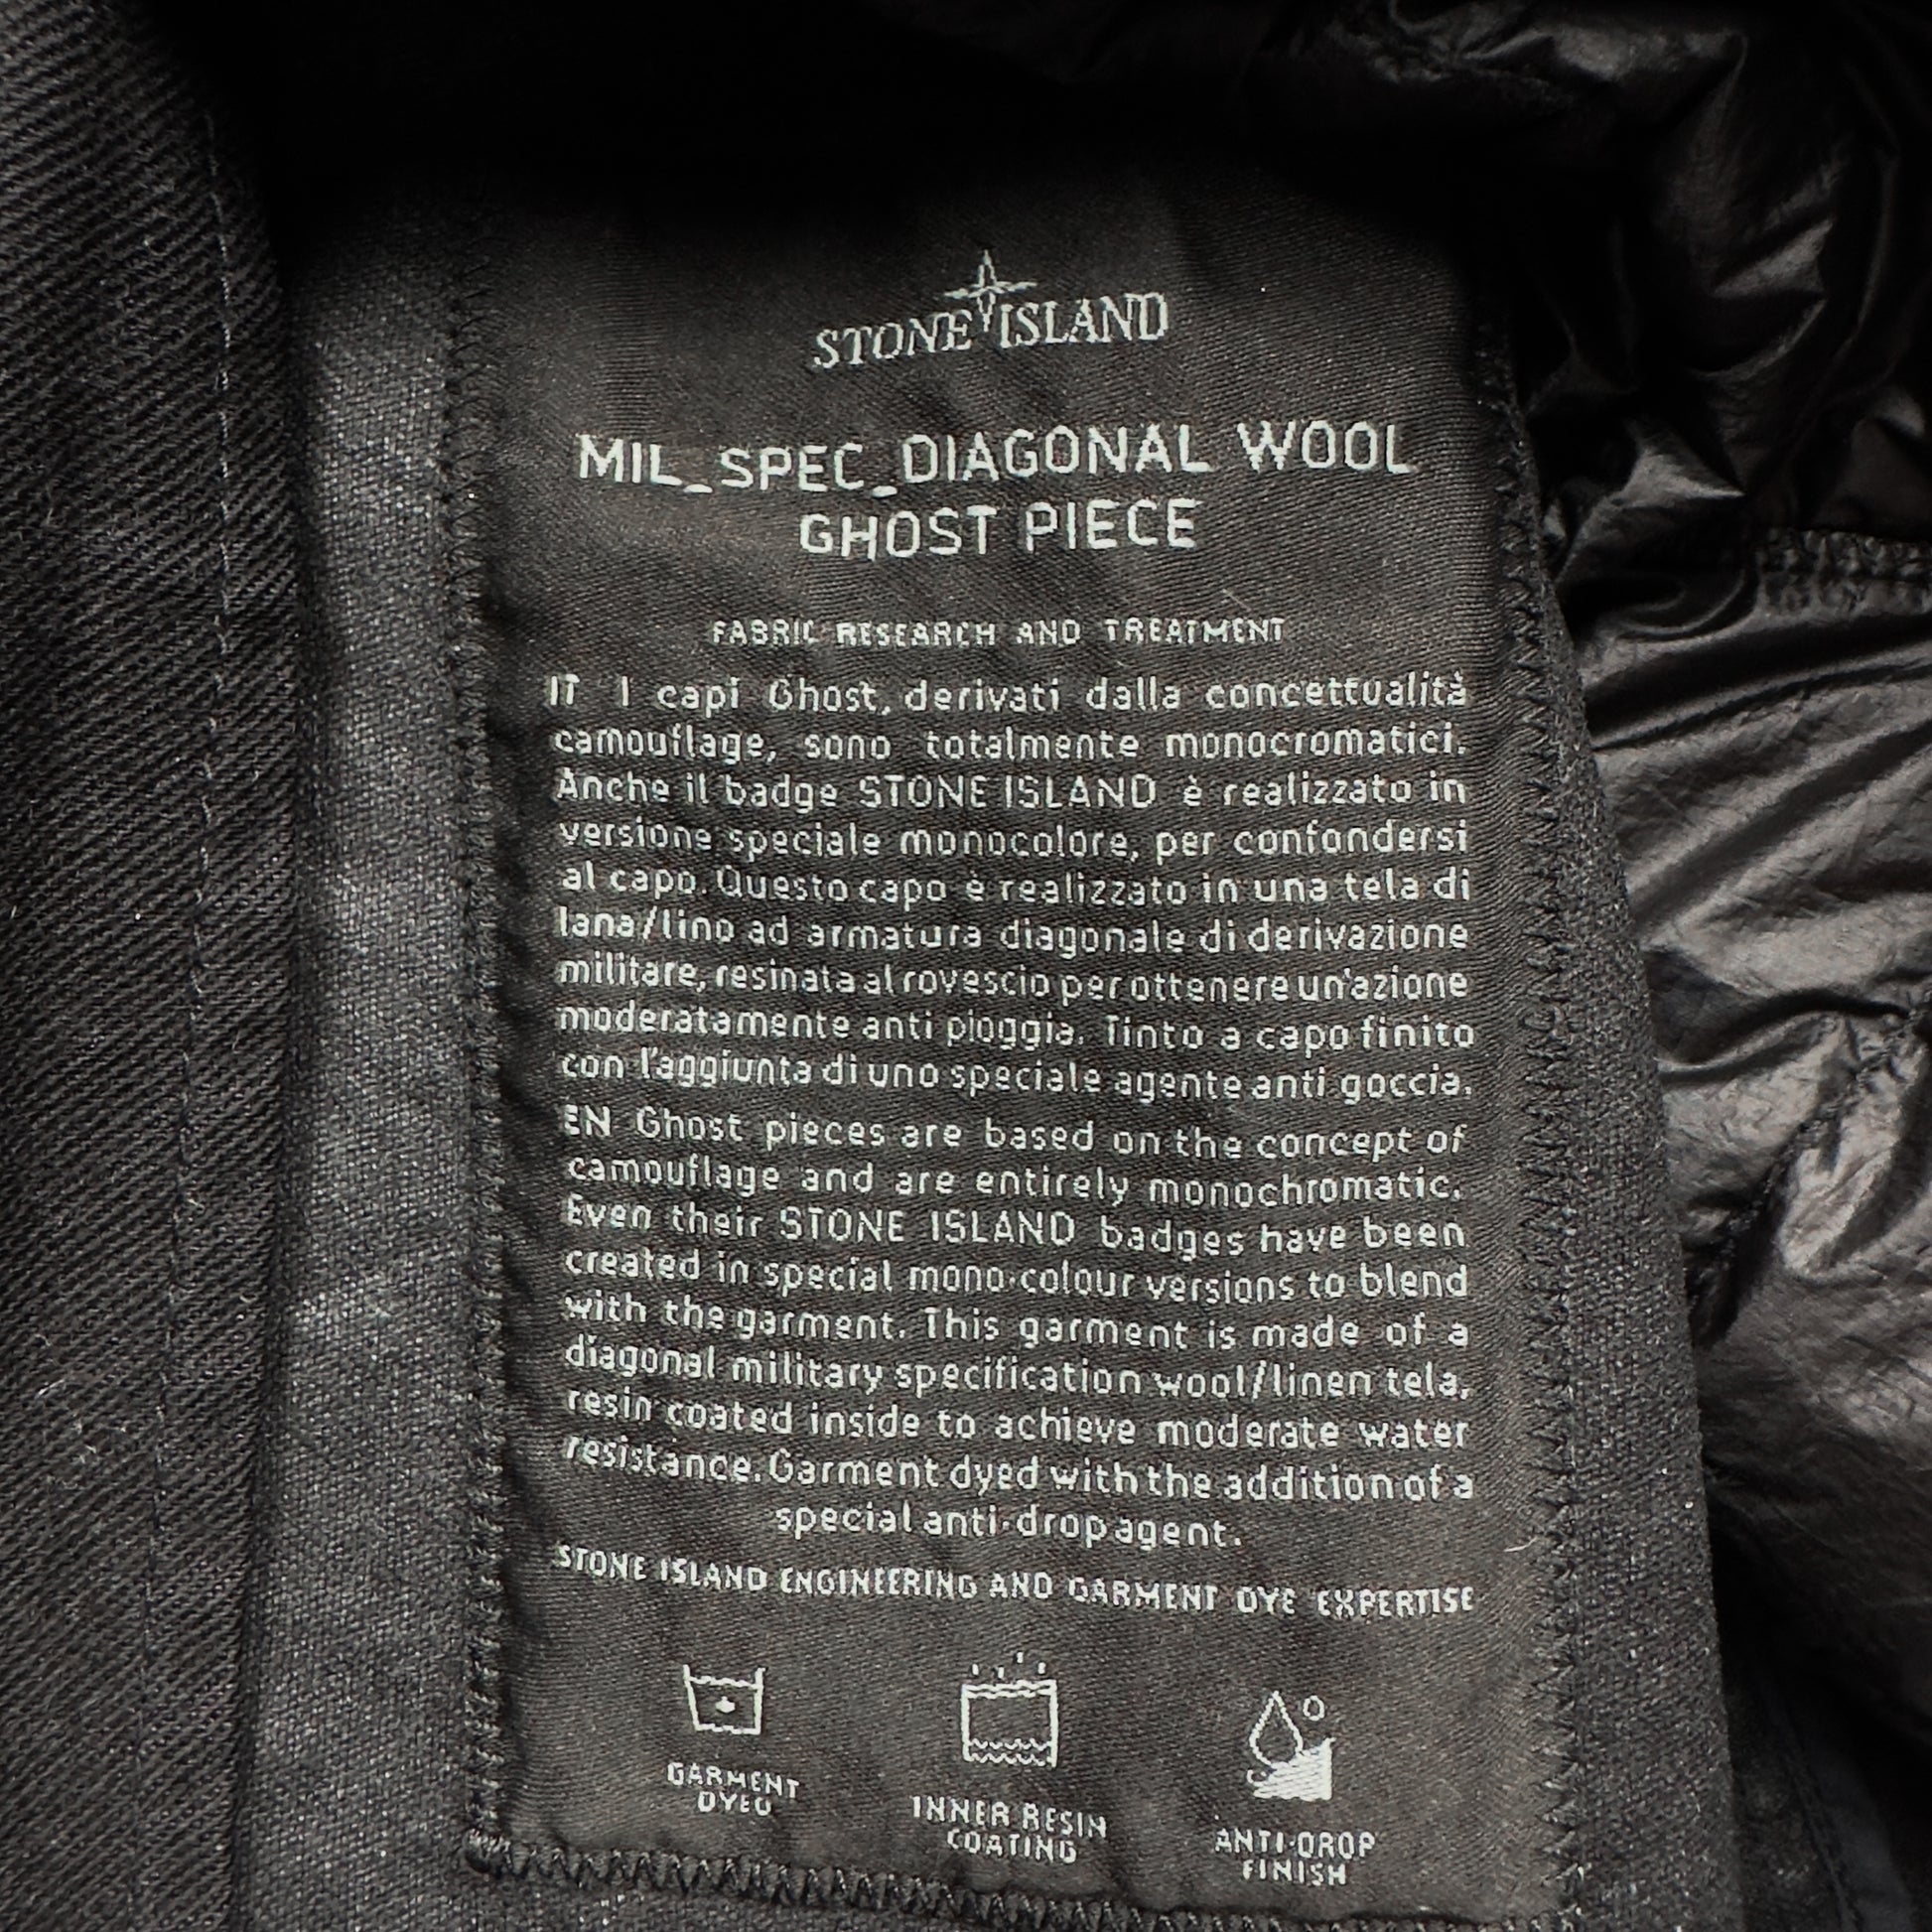 STONE ISLAND
MIL_SPEC_DIAGONAL WOOL
GHOST PIECE
FABRIC RESEARCH AND TREATMENT
IT I capi Ghost, derivati dalla concettualità
camouflage, sono totalmente monocromatici.
Anche il badge STONE ISLAND è realizzato in
versione speciale monocolore, per confondersi
al capo. Questo capo è realizzato in una tela di
lana/lino ad armatura diagonale di derivazione
militare, resinata al rovescio per ottenere un'azione
moderatamente anti pioggia. Tinto a capo finito
con l'aggiunta di uno speciale agente anti goccia.
EN Ghost pieces are based on the concept of
camouflage and are entirely monochromatic.
Even their STONE ISLAND badges have been
created in special mono-colour versions to blend
with the garment. This garment is made of a
diagonal military specification wool/linen tela,
resin coated inside to achieve moderate water
resistance. Garment dyed with the addition of a
special anti-drop agent.
STONE ISLAND ENGINEERING AND GARMENT DYE EXPERTISE
GARMENT
DYED
INNER RESIN
COATING
ANTI-DROP
FINISH